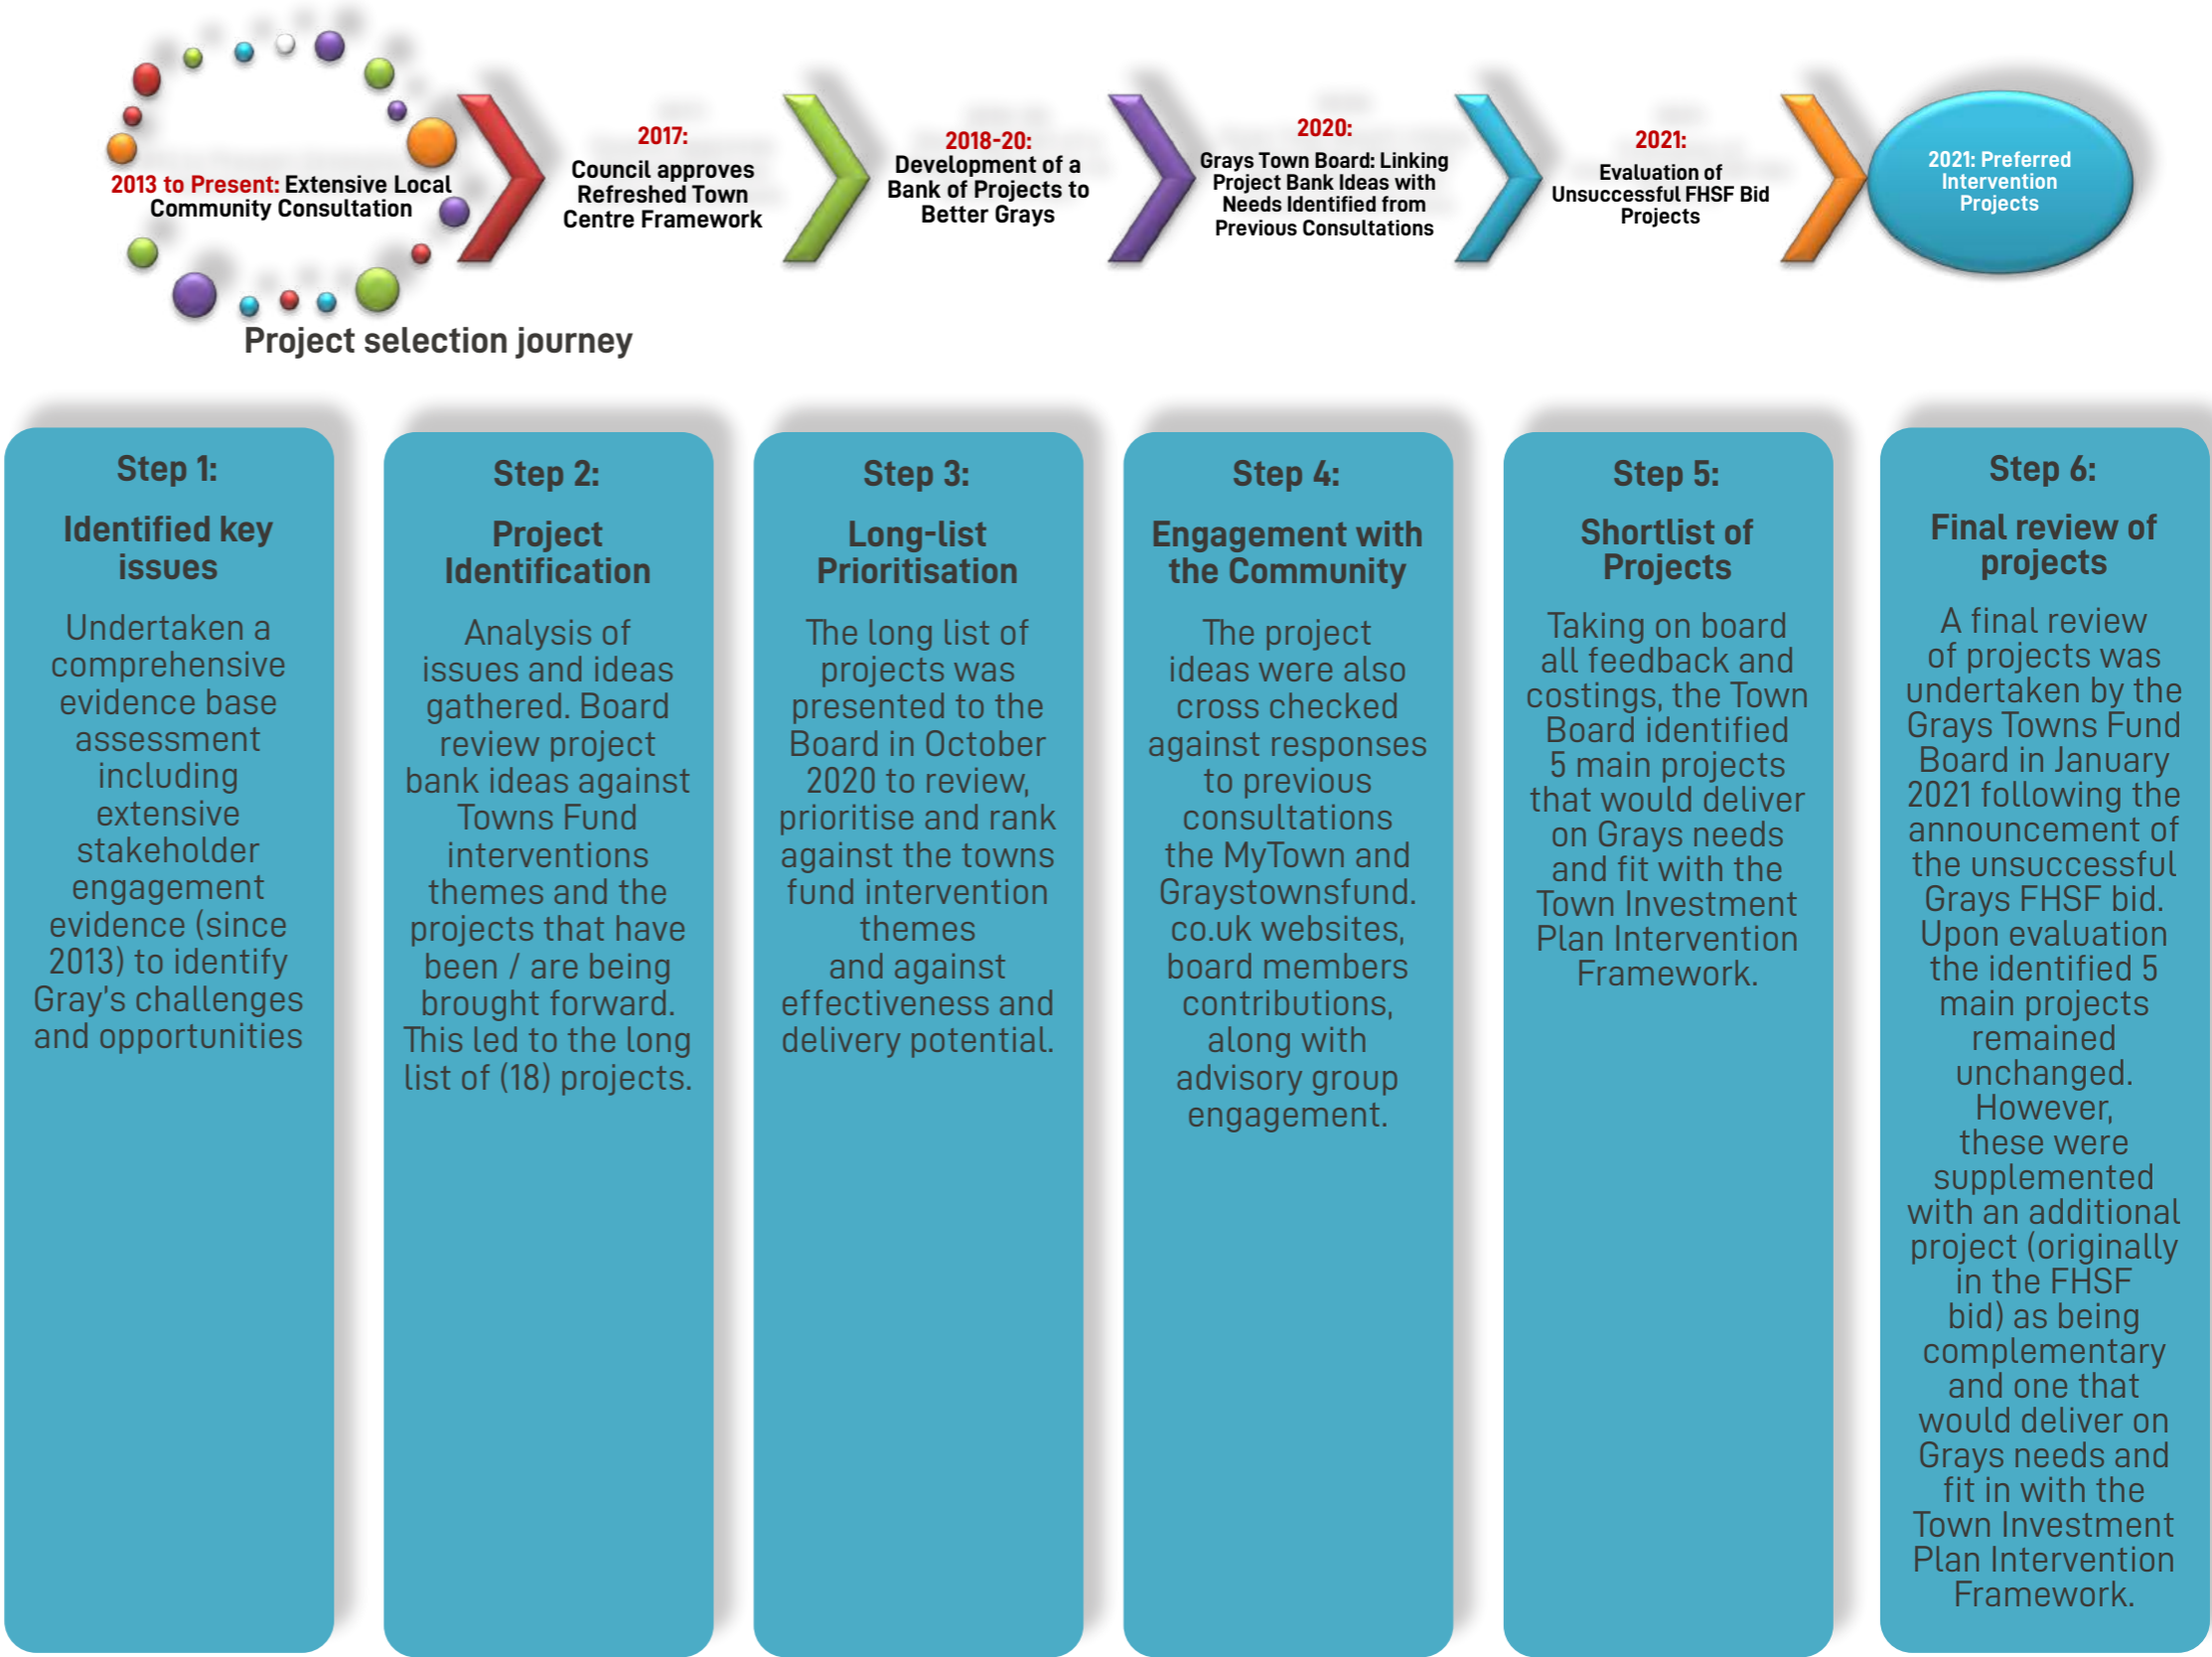 2013 to Present: Extensive Local
Community Consultation
2017:
Council approves
Refreshed Town
Centre Framework
2018-20:
Development of a
Bank of Projects to
Better Grays
2020:
Grays Town Board: Linking
Project Bank Ideas with
Needs Identified from
Previous Consultations
2021:
Evaluation of
Unsuccessful FHSF Bid
Projects
2021: Preferred
Intervention
Projects
Project selection journey
Step 1:
Identified key
issues
Undertaken a
comprehensive
evidence base
assessment
including
extensive
stakeholder
engagement
evidence (since
2013) to identify
Gray's challenges
and opportunities
Step 2:
Project
Identification
Analysis of
issues and ideas
gathered. Board
review project
bank ideas against
Towns Fund
interventions
themes and the
projects that have
been / are being
brought forward.
This led to the long
list of (18) projects.
Step 3:
Long-list
Prioritisation
The long list of
projects was
presented to the
Board in October
2020 to review,
prioritise and rank
against the towns
fund intervention
themes
and against
effectiveness and
delivery potential.
Step 4:
Engagement with
the Community
The project
ideas were also
cross checked
against responses
to previous
consultations
the MyTown and
Graystownsfund.
co.uk websites,
board members
contributions,
along with
advisory group
engagement.
Step 5:
Shortlist of
Projects
Taking on board
all feedback and
costings, the Town
Board identified
5 main projects
that would deliver
on Grays needs
and fit with the
Town Investment
Plan Intervention
Framework.
Step 6:
Final review of
projects
A final review
of projects was
undertaken by the
Grays Towns Fund
Board in January
2021 following the
announcement of
the unsuccessful
Grays FHSF bid.
Upon evaluation
the identified 5
main projects
remained
unchanged.
However,
these were
supplemented
with an additional
project (originally
in the FHSF
bid) as being
complementary
and one that
would deliver on
Grays needs and
fit in with the
Town Investment
Plan Intervention
Framework.